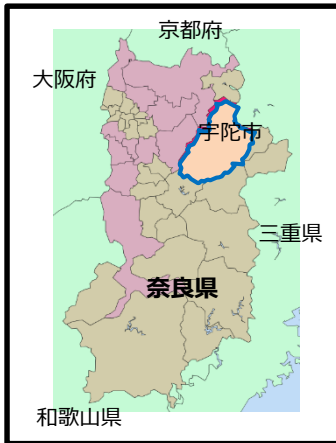 京都府
大阪府
宇陀市
三重県
奈良県
和歌山県